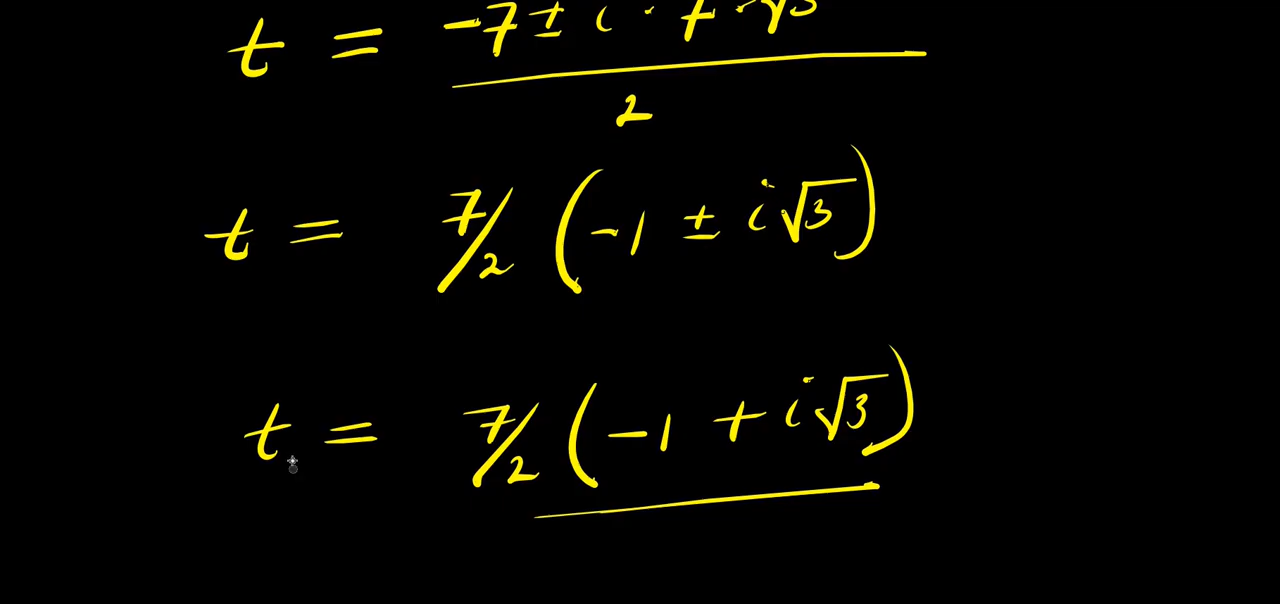 t = (-7 ± i · 7 · √3) / 2
t = 7/2 (-1 ± i√3)
t = 7/2 (-1 + i√3)